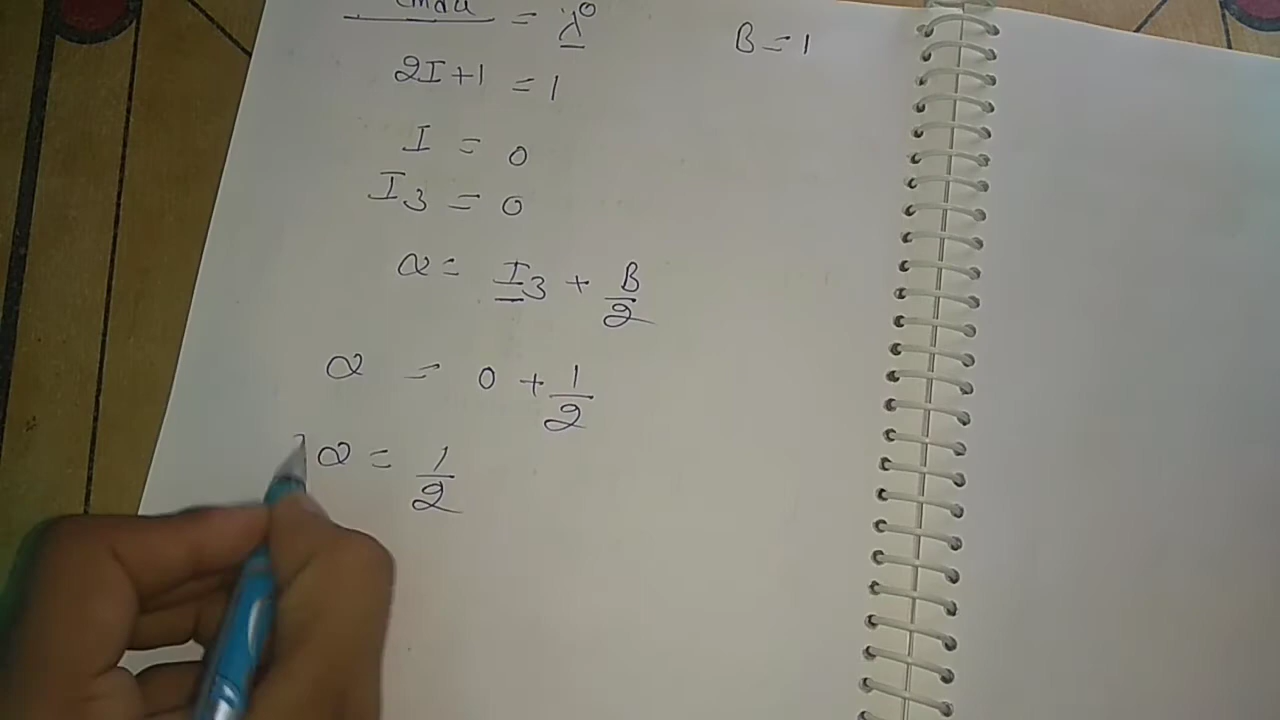 = λ⁰
B = 1
2I + 1 = 1
I = 0
I3 = 0
Q = I3 + B/2
Q = 0 + 1/2
Q = 1/2